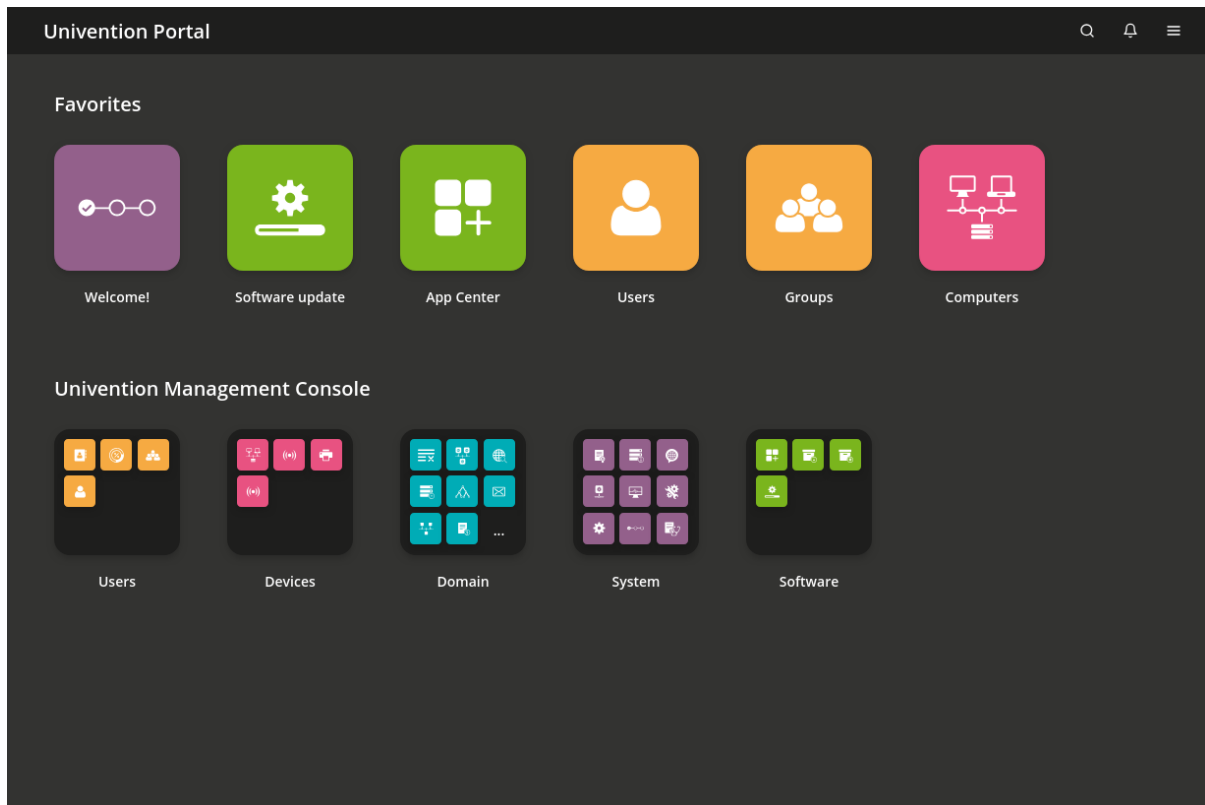 Univention Portal
Favorites
Welcome!
Software update
App Center
Users
Groups
Computers
Univention Management Console
...
Users
Devices
Domain
System
Software